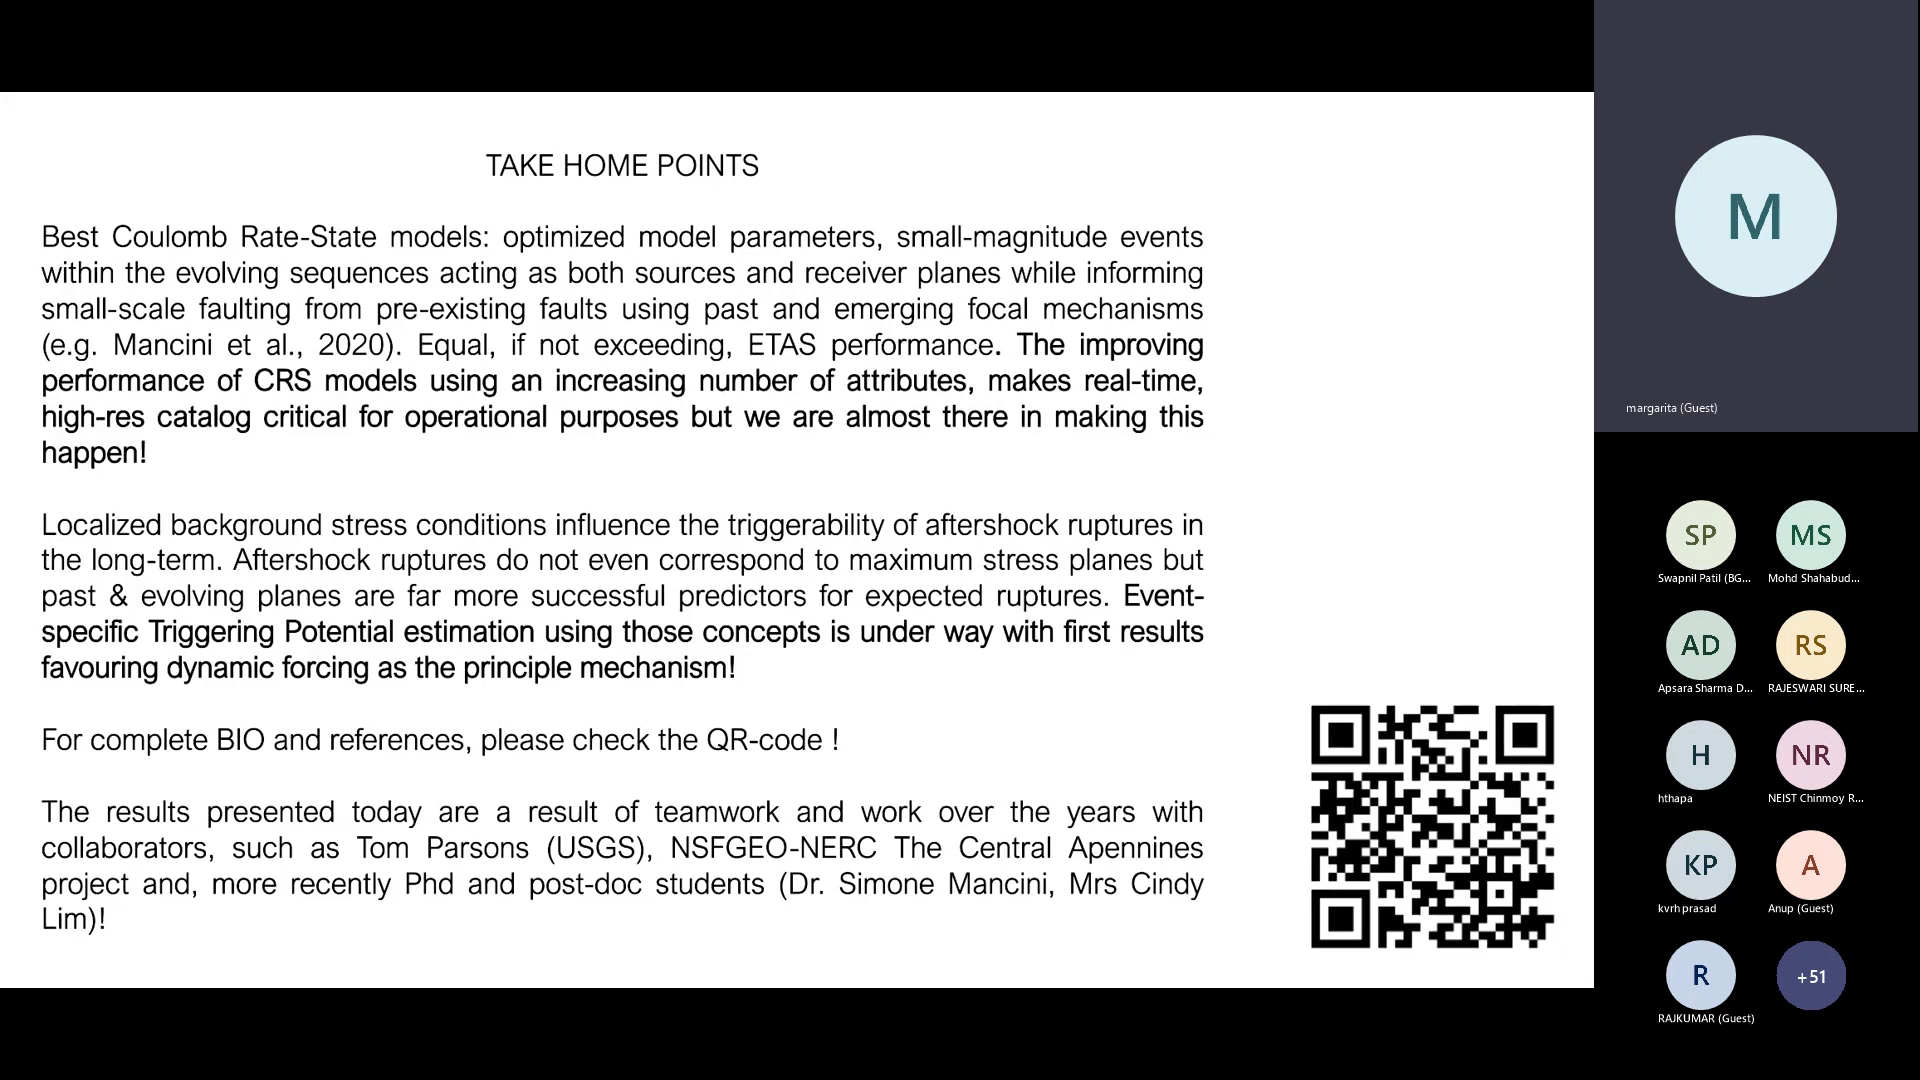 TAKE HOME POINTS
Best Coulomb Rate-State models: optimized model parameters, small-magnitude events
within the evolving sequences acting as both sources and receiver planes while informing
small-scale faulting from pre-existing faults using past and emerging focal mechanisms
(e.g. Mancini et al., 2020). Equal, if not exceeding, ETAS performance. The improving
performance of CRS models using an increasing number of attributes, makes real-time,
high-res catalog critical for operational purposes but we are almost there in making this
happen!
Localized background stress conditions influence the triggerability of aftershock ruptures in
the long-term. Aftershock ruptures do not even correspond to maximum stress planes but
past & evolving planes are far more successful predictors for expected ruptures. Event-
specific Triggering Potential estimation using those concepts is under way with first results
favouring dynamic forcing as the principle mechanism!
For complete BIO and references, please check the QR-code !
The results presented today are a result of teamwork and work over the years with
collaborators, such as Tom Parsons (USGS), NSFGEO-NERC The Central Apennines
project and, more recently Phd and post-doc students (Dr. Simone Mancini, Mrs Cindy
Lim)!
M
margarita (Guest)
SP
Swapnil Patil (BG...
MS
Mohd Shahabud...
AD
Apsara Sharma D...
RS
RAJESWARI SURE...
H
hthapa
NR
NEIST Chinmoy R...
KP
kvrh prasad
A
Anup (Guest)
R
RAJKUMAR (Guest)
+51